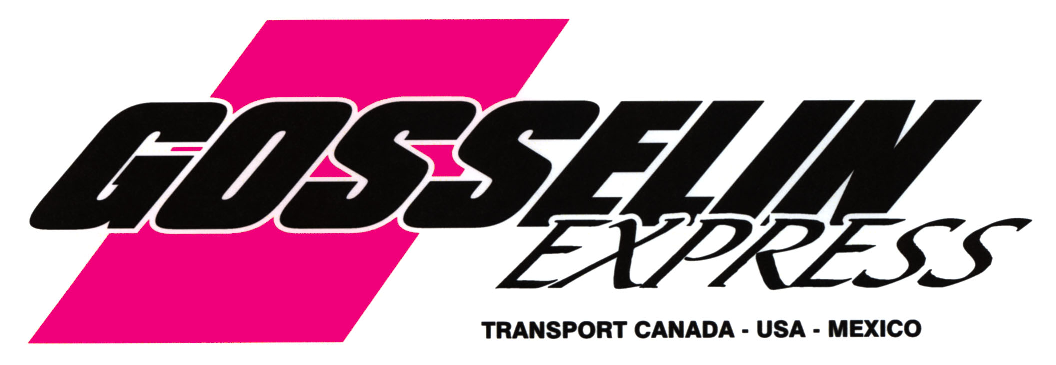 GOSSELIN
EXPRESS
TRANSPORT CANADA - USA - MEXICO